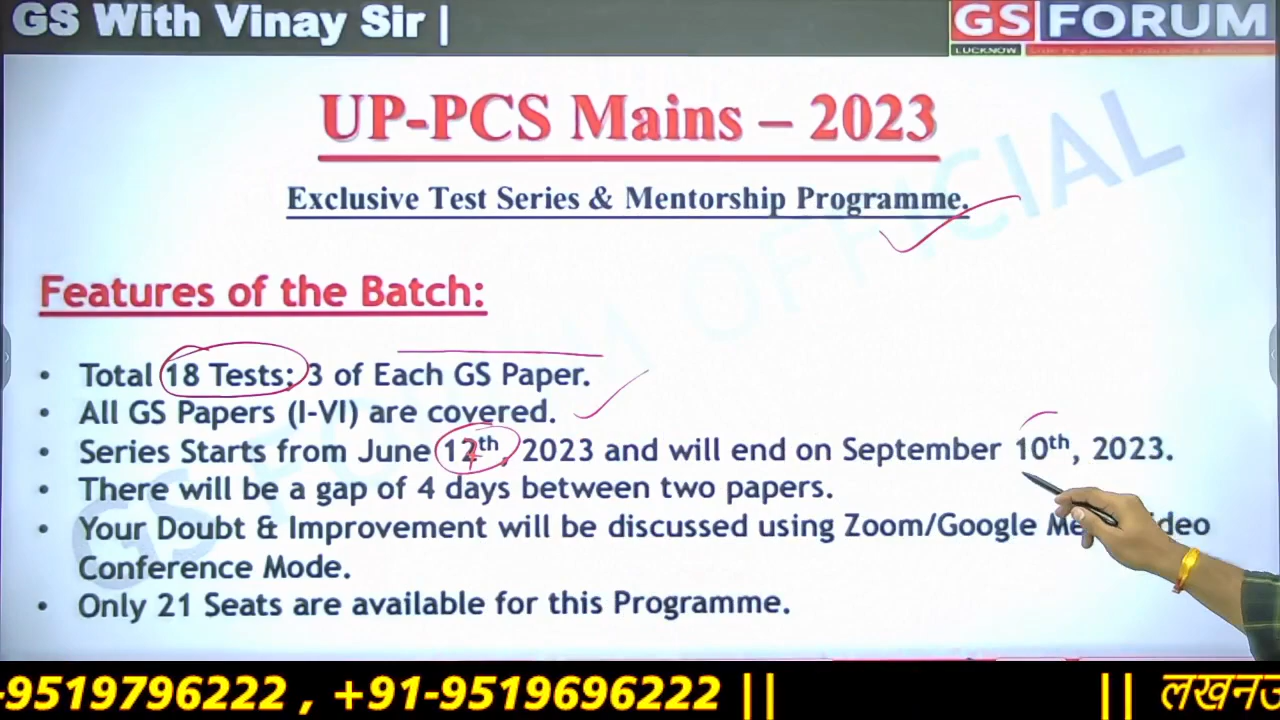 GS With Vinay Sir |
GS FORUM
LUCKNOW
UP-PCS Mains – 2023
Exclusive Test Series & Mentorship Programme.
Features of the Batch:
• Total 18 Tests; 3 of Each GS Paper.
• All GS Papers (I-VI) are covered.
• Series Starts from June 12th, 2023 and will end on September 10th, 2023.
• There will be a gap of 4 days between two papers.
• Your Doubt & Improvement will be discussed using Zoom/Google
Conference Mode.
• Only 21 Seats are available for this Programme.
-9519796222 , +91-9519696222 || || लखनऊ
OFFICIAL